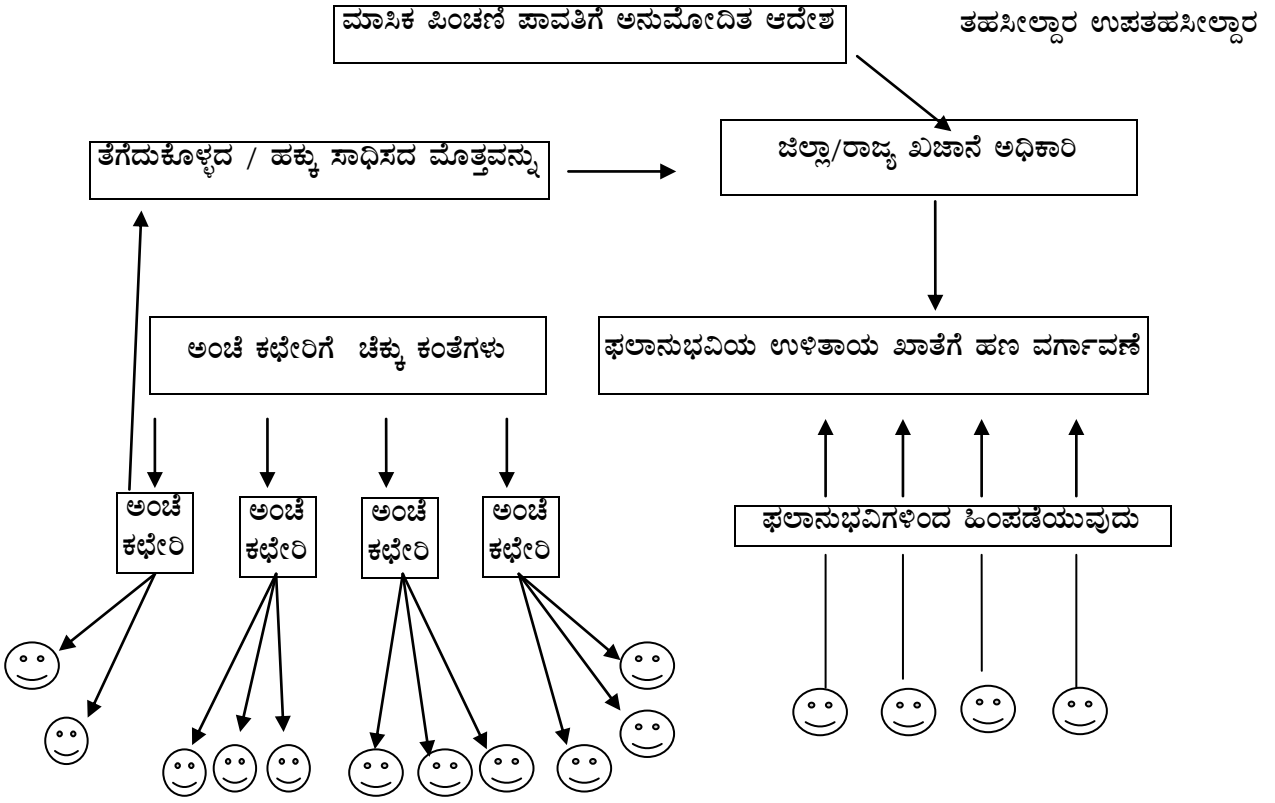 ಮಾಸಿಕ ಪಿಂಚಣಿ ಪಾವತಿಗೆ ಅನುಮೋದಿತ ಆದೇಶ
ತಹಸೀಲ್ದಾರ ಉಪತಹಸೀಲ್ದಾರ
ತೆಗೆದುಕೊಳ್ಳದ / ಹಕ್ಕು ಸಾಧಿಸದ ಮೊತ್ತವನ್ನು
ಜಿಲ್ಲಾ/ರಾಜ್ಯ ಖಜಾನೆ ಅಧಿಕಾರಿ
ಅಂಚೆ ಕಛೇರಿಗೆ ಚೆಕ್ಕು ಕಂತೆಗಳು
ಫಲಾನುಭವಿಯ ಉಳಿತಾಯ ಖಾತೆಗೆ ಹಣ ವರ್ಗಾವಣೆ
ಅಂಚೆ
ಕಛೇರಿ
ಅಂಚೆ
ಕಛೇರಿ
ಅಂಚೆ
ಕಛೇರಿ
ಅಂಚೆ
ಕಛೇರಿ
ಫಲಾನುಭವಿಗಳಿಂದ ಹಿಂಪಡೆಯುವುದು